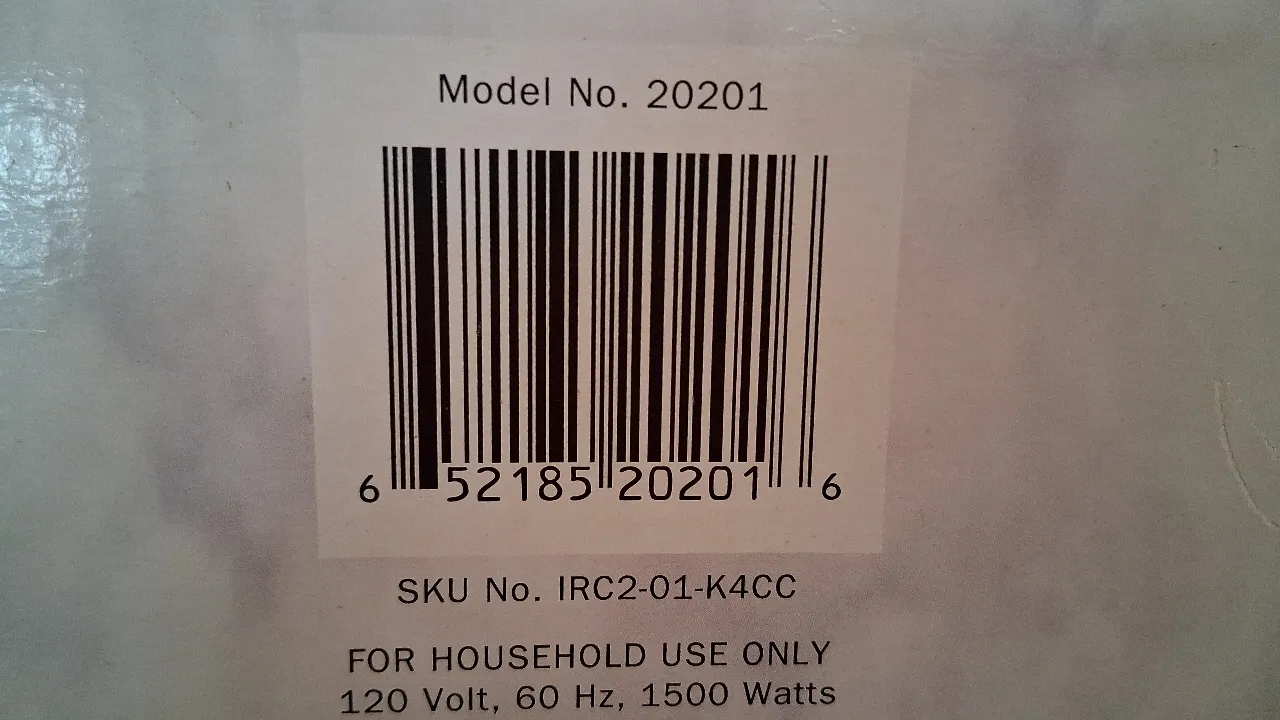 Model No. 20201
6 52185 20201 6
SKU No. IRC2-01-K4CC
FOR HOUSEHOLD USE ONLY
120 Volt, 60 Hz, 1500 Watts